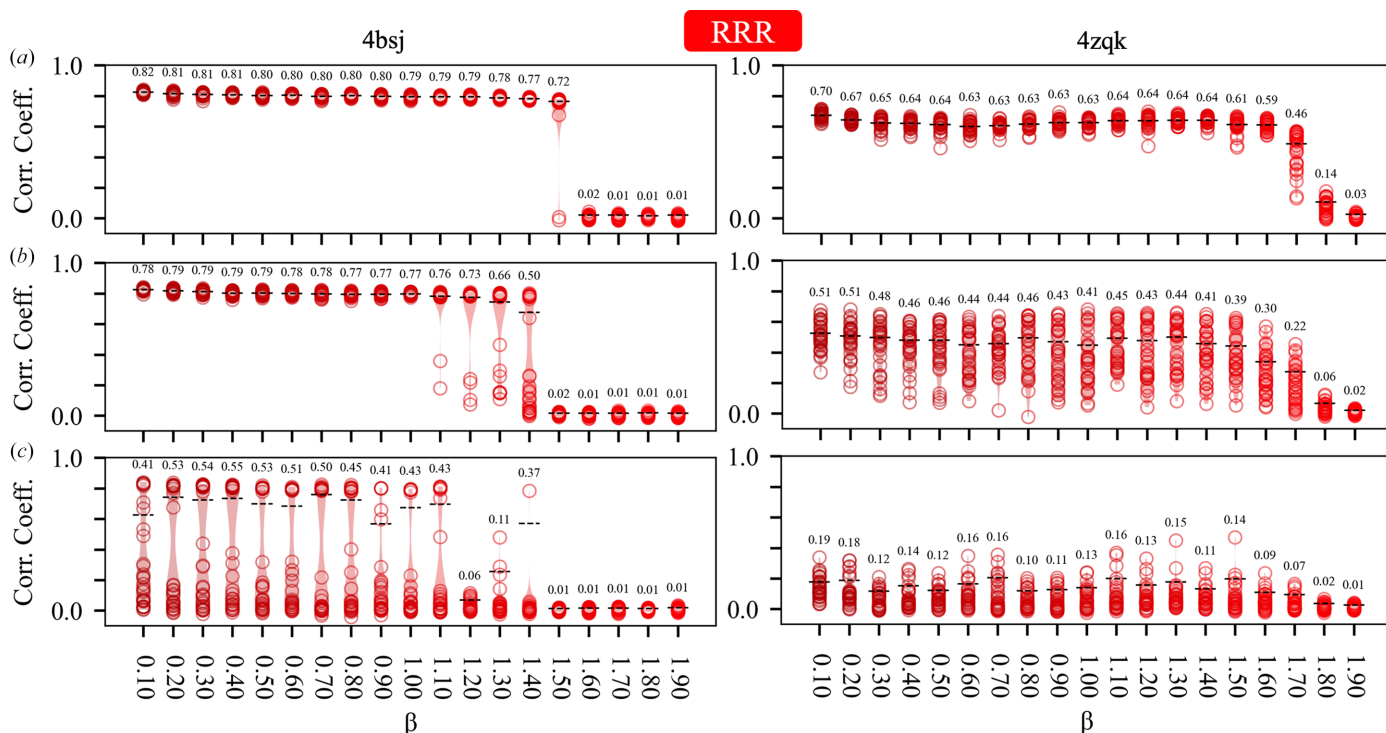 RRR
4bsj
4zqk
(a)
Corr. Coeff.
1.0
0.0
0.82 0.81 0.81 0.81 0.80 0.80 0.80 0.80 0.80 0.79 0.79 0.79 0.78 0.77 0.72 0.02 0.01 0.01 0.01
1.0
0.0
0.70 0.67 0.65 0.64 0.64 0.63 0.63 0.63 0.63 0.63 0.64 0.64 0.64 0.64 0.61 0.59 0.46 0.14 0.03
(b)
Corr. Coeff.
1.0
0.0
0.78 0.79 0.79 0.79 0.79 0.78 0.78 0.77 0.77 0.77 0.76 0.73 0.66 0.50 0.02 0.01 0.01 0.01 0.01
1.0
0.0
0.51 0.51 0.48 0.46 0.46 0.44 0.44 0.46 0.43 0.41 0.45 0.43 0.44 0.41 0.39 0.30 0.22 0.06 0.02
(c)
Corr. Coeff.
1.0
0.0
0.41 0.53 0.54 0.55 0.53 0.51 0.50 0.45 0.41 0.43 0.43 0.06 0.11 0.37 0.01 0.01 0.01 0.01 0.01
1.0
0.0
0.19 0.18 0.12 0.14 0.12 0.16 0.16 0.10 0.11 0.13 0.16 0.13 0.15 0.11 0.14 0.09 0.07 0.02 0.01
0.10 0.20 0.30 0.40 0.50 0.60 0.70 0.80 0.90 1.00 1.10 1.20 1.30 1.40 1.50 1.60 1.70 1.80 1.90
β
0.10 0.20 0.30 0.40 0.50 0.60 0.70 0.80 0.90 1.00 1.10 1.20 1.30 1.40 1.50 1.60 1.70 1.80 1.90
β